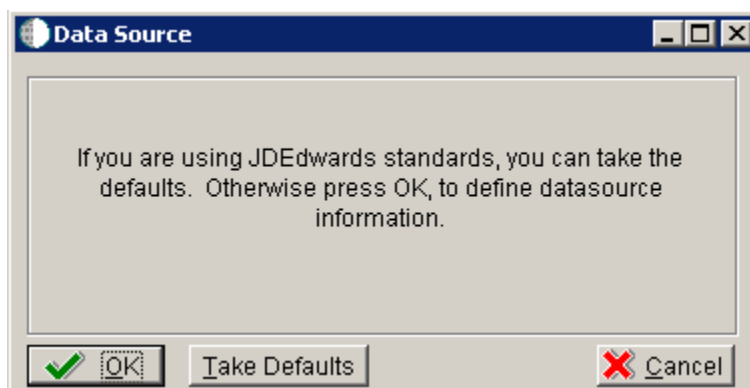 Data Source
If you are using JDEdwards standards, you can take the
defaults.  Otherwise press OK, to define datasource
information.
OK Take Defaults Cancel